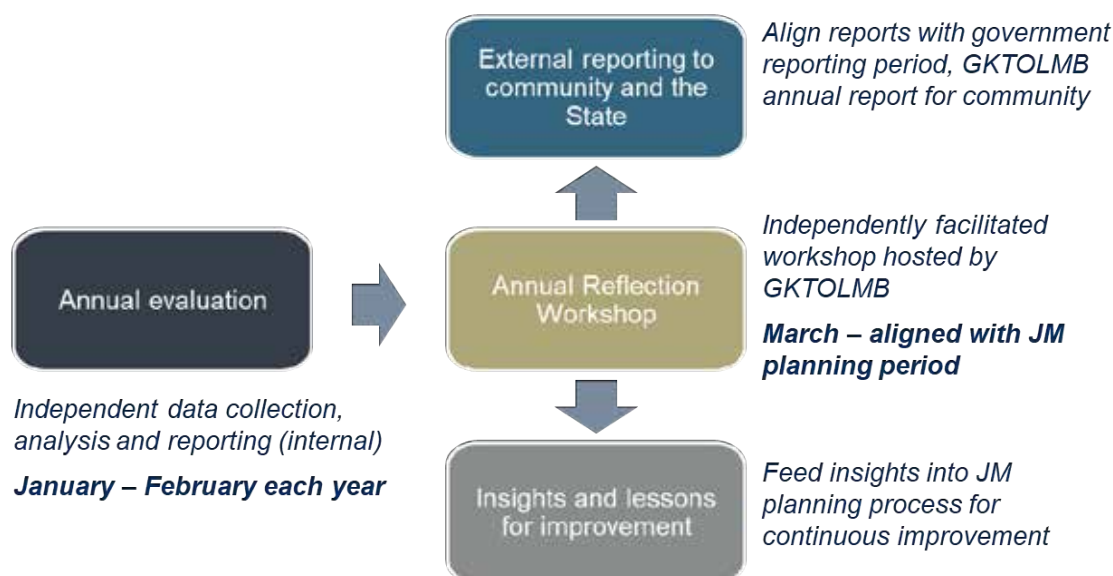 External reporting to
community and the
State
Align reports with government
reporting period, GKTOLMB
annual report for community
Annual evaluation
Independent data collection,
analysis and reporting (internal)
January – February each year
Annual Reflection
Workshop
Independently facilitated
workshop hosted by
GKTOLMB
March – aligned with JM
planning period
Insights and lessons
for improvement
Feed insights into JM
planning process for
continuous improvement